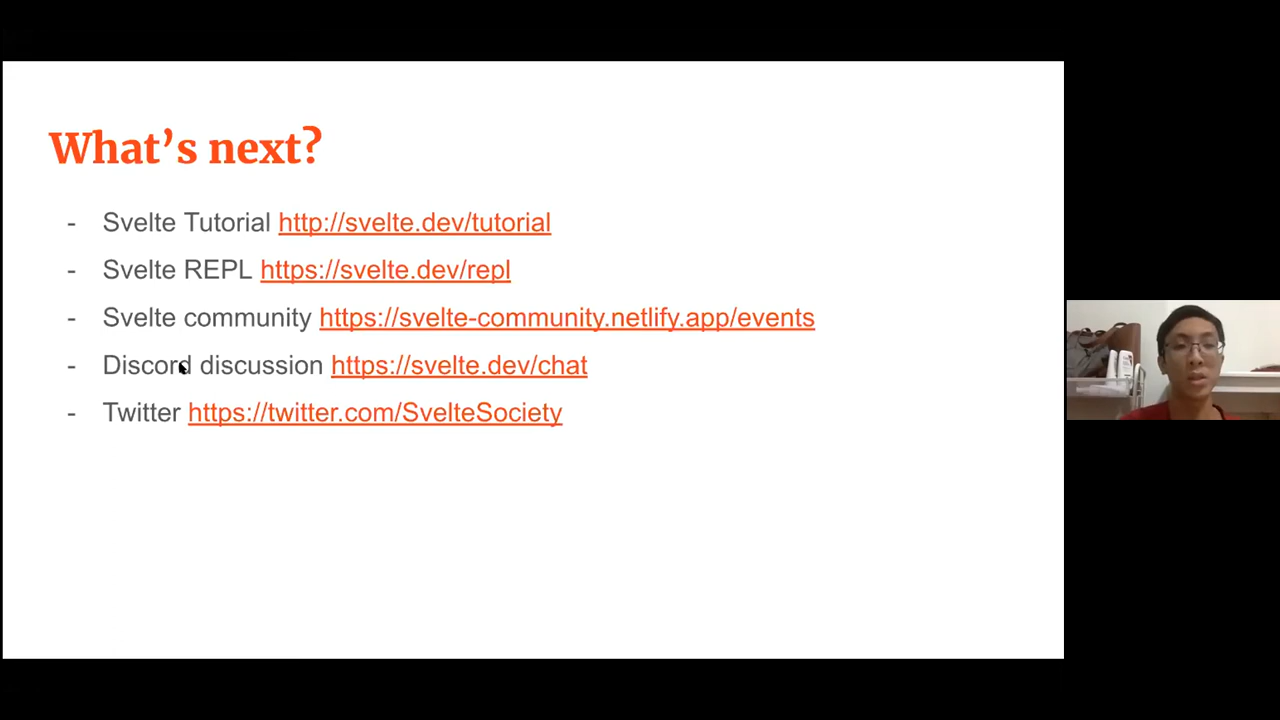 What's next?
- Svelte Tutorial http://svelte.dev/tutorial
- Svelte REPL https://svelte.dev/repl
- Svelte community https://svelte-community.netlify.app/events
- Discord discussion https://svelte.dev/chat
- Twitter https://twitter.com/SvelteSociety